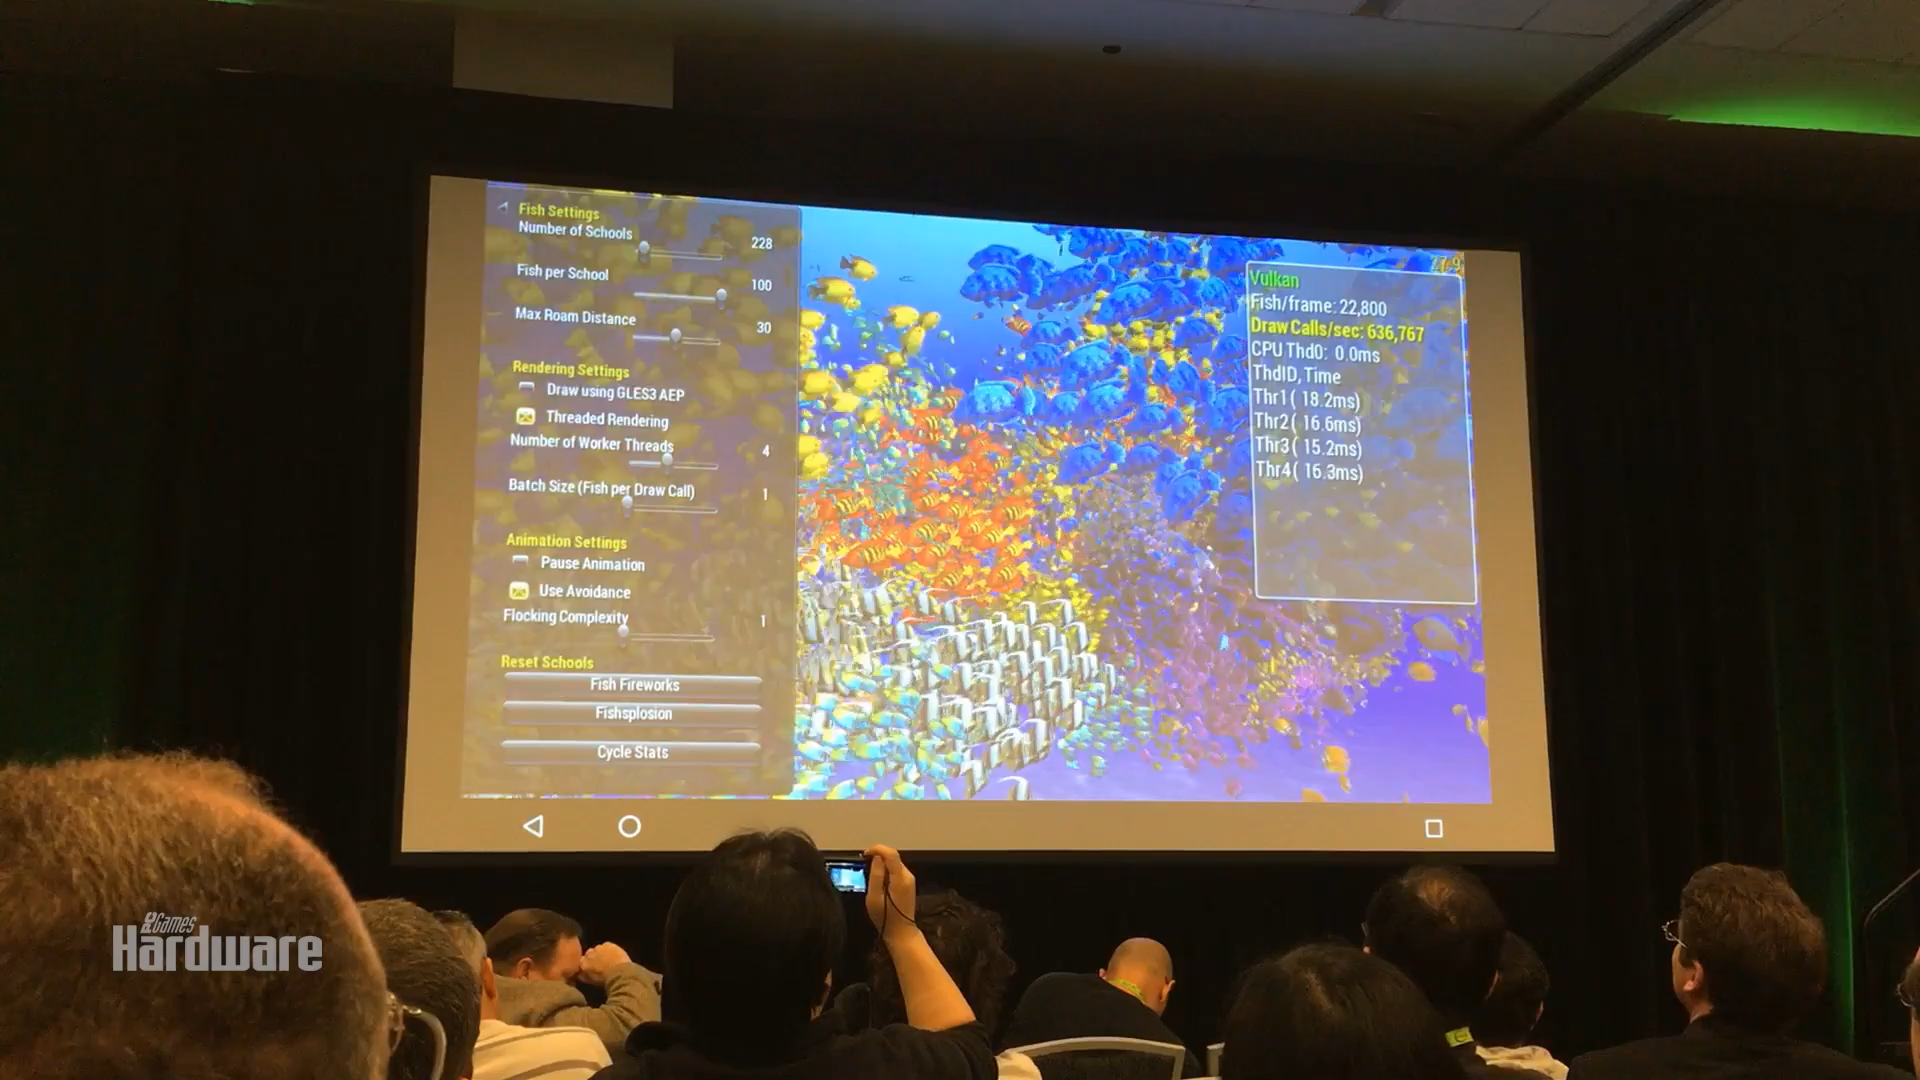 Fish Settings
Number of Schools
228
Fish per School
100
Max Roam Distance
30
Rendering Settings
Draw using GLES3 AEP
Threaded Rendering
Number of Worker Threads
4
Batch Size (Fish per Draw Call)
1
Animation Settings
Pause Animation
Use Avoidance
Flocking Complexity
1
Reset Schools
Fish Fireworks
Fishsplosion
Cycle Stats
27.9
Vulkan
Fish/frame: 22,800
Draw Calls/sec: 636,767
CPU Thd0: 0.0ms
ThdID, Time
Thr1 ( 18.2ms)
Thr2 ( 16.6ms)
Thr3 ( 15.2ms)
Thr4 ( 16.3ms)
Games
Hardware